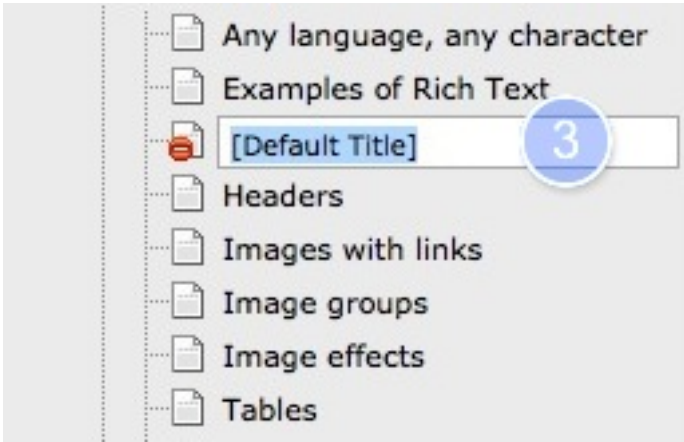 Any language, any character
Examples of Rich Text
[Default Title] 3
Headers
Images with links
Image groups
Image effects
Tables